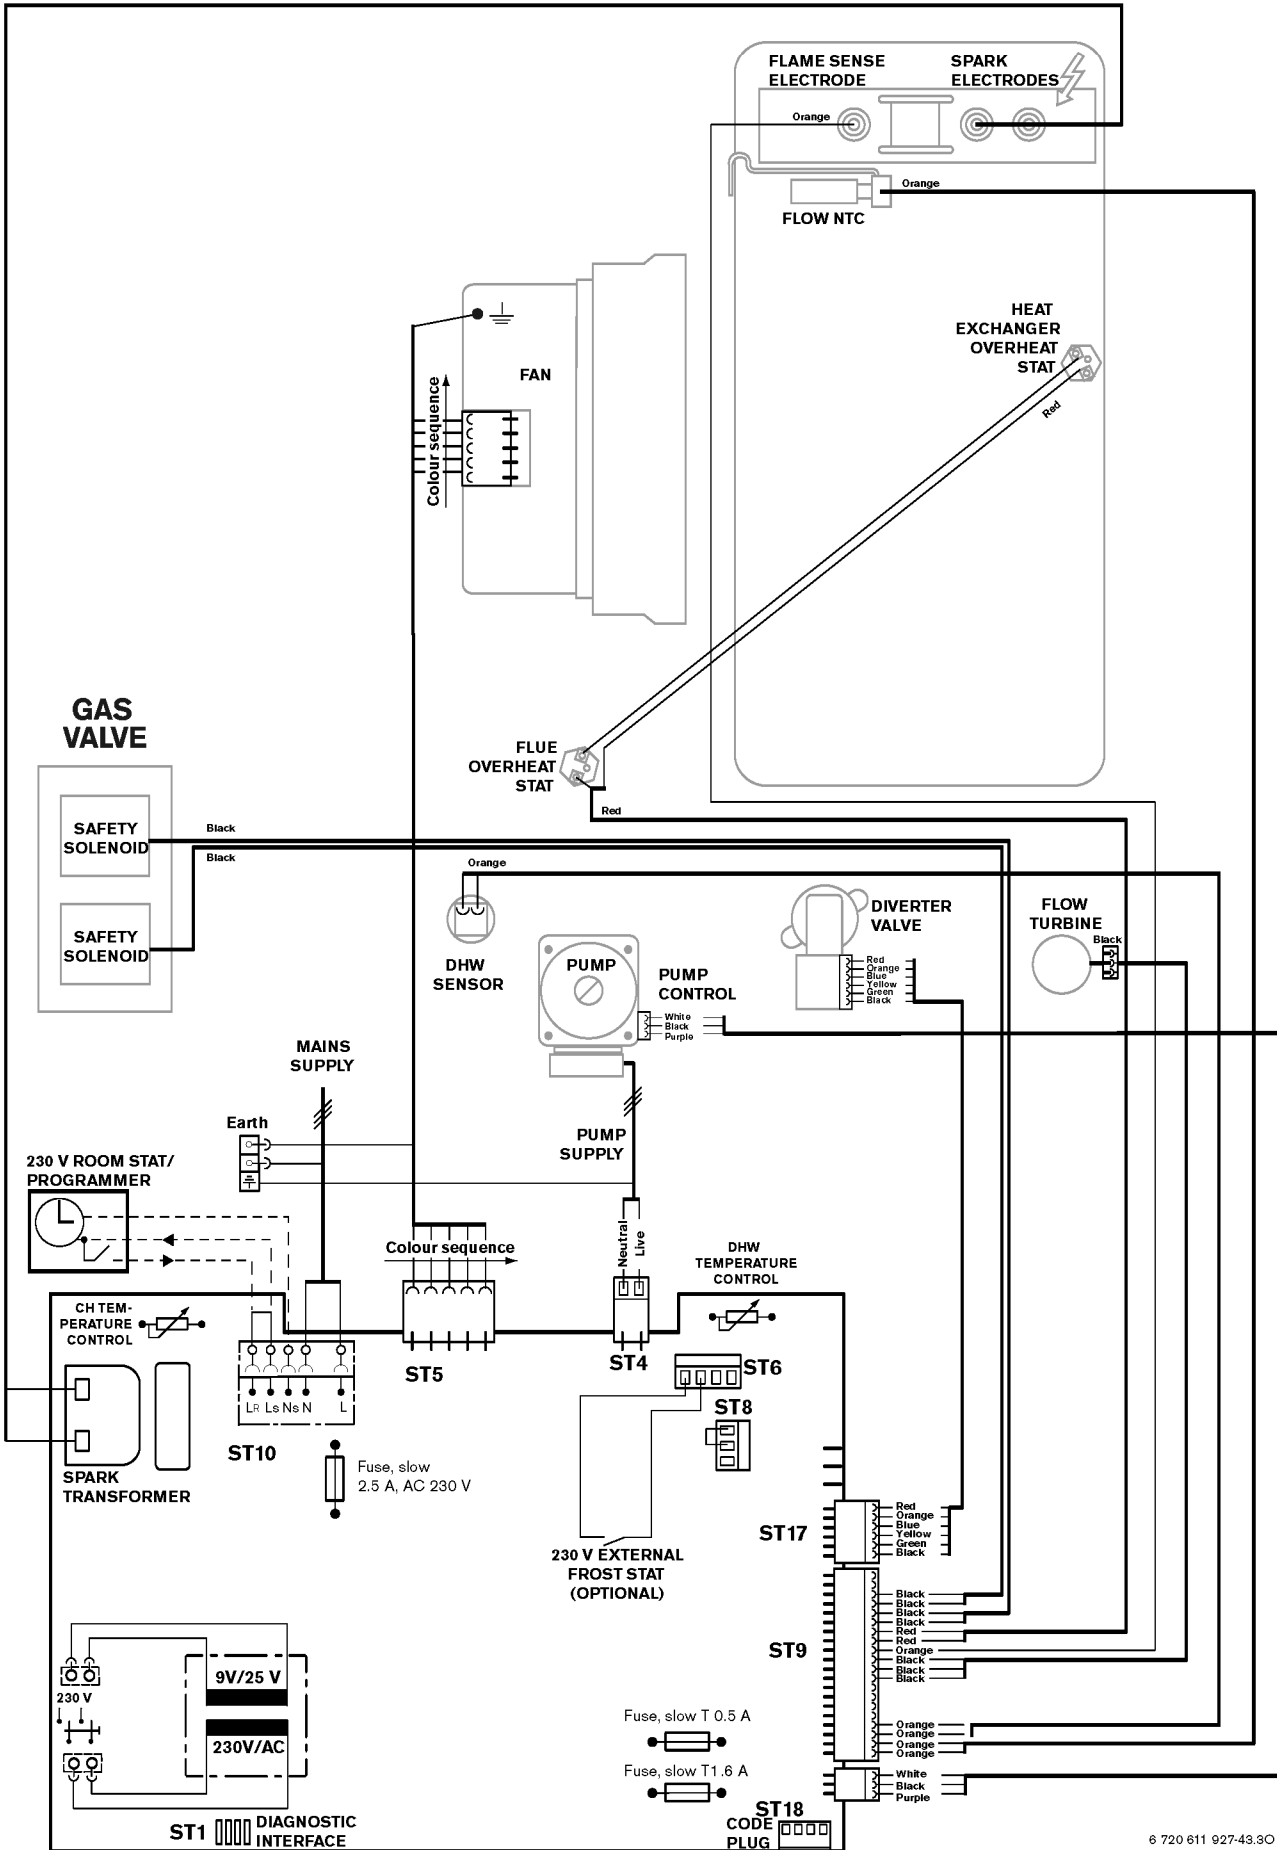 FLAME SENSE
ELECTRODE
SPARK
ELECTRODES
Orange
Orange
FLOW NTC
HEAT
EXCHANGER
OVERHEAT
STAT
Red
FAN
Colour sequence
GAS
VALVE
SAFETY
SOLENOID
SAFETY
SOLENOID
Black
Black
FLUE
OVERHEAT
STAT
Red
Orange
DHW
SENSOR
PUMP
PUMP
CONTROL
White
Black
Purple
DIVERTER
VALVE
Red
Orange
Blue
Yellow
Green
Black
FLOW
TURBINE
Black
MAINS
SUPPLY
Earth
PUMP
SUPPLY
230 V ROOM STAT/
PROGRAMMER
Neutral
Live
Colour sequence
DHW
TEMPERATURE
CONTROL
CH TEM-
PERATURE
CONTROL
ST5
ST4
ST6
ST8
LR Ls Ns N L
ST10
SPARK
TRANSFORMER
Fuse, slow
2.5 A, AC 230 V
230 V EXTERNAL
FROST STAT
(OPTIONAL)
ST17
Red
Orange
Blue
Yellow
Green
Black
ST9
Black
Black
Black
Black
Red
Red
Orange
Black
Black
Black
Orange
Orange
Orange
Orange
White
Black
Purple
9V/25 V
230 V
230V/AC
Fuse, slow T 0.5 A
Fuse, slow T1.6 A
ST18
CODE
PLUG
ST1
DIAGNOSTIC
INTERFACE
6 720 611 927-43.3O